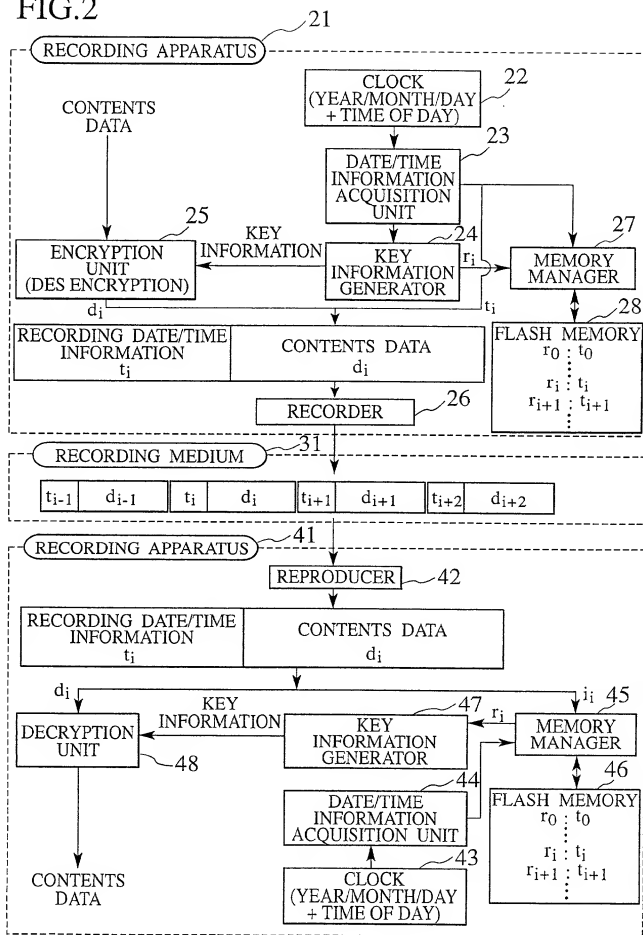 FIG.2
RECORDING APPARATUS
21
CLOCK
(YEAR/MONTH/DAY
+ TIME OF DAY)
22
CONTENTS
DATA
23
DATE/TIME
INFORMATION
ACQUISITION
UNIT
25
KEY
INFORMATION
24
27
ENCRYPTION
UNIT
(DES ENCRYPTION)
KEY
INFORMATION
GENERATOR
ri
MEMORY
MANAGER
di
ti
28
RECORDING DATE/TIME
INFORMATION
ti
CONTENTS DATA
di
FLASH MEMORY
r0 : t0
ri : ti
ri+1 : ti+1
RECORDER
26
RECORDING MEDIUM
31
ti-1 di-1 ti di ti+1 di+1 ti+2 di+2
RECORDING APPARATUS
41
REPRODUCER
42
RECORDING DATE/TIME
INFORMATION
ti
CONTENTS DATA
di
di
ii
KEY
INFORMATION
47
ri
45
DECRYPTION
UNIT
48
KEY
INFORMATION
GENERATOR
MEMORY
MANAGER
44
46
DATE/TIME
INFORMATION
ACQUISITION UNIT
FLASH MEMORY
r0 : t0
ri : ti
ri+1 : ti+1
43
CLOCK
(YEAR/MONTH/DAY
+ TIME OF DAY)
CONTENTS
DATA